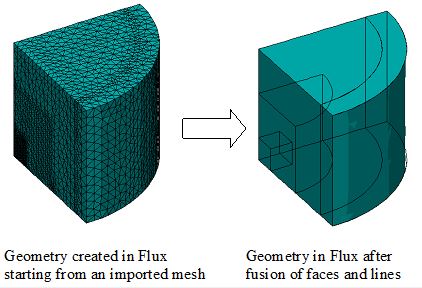 Geometry created in Flux
starting from an imported mesh
Geometry in Flux after
fusion of faces and lines